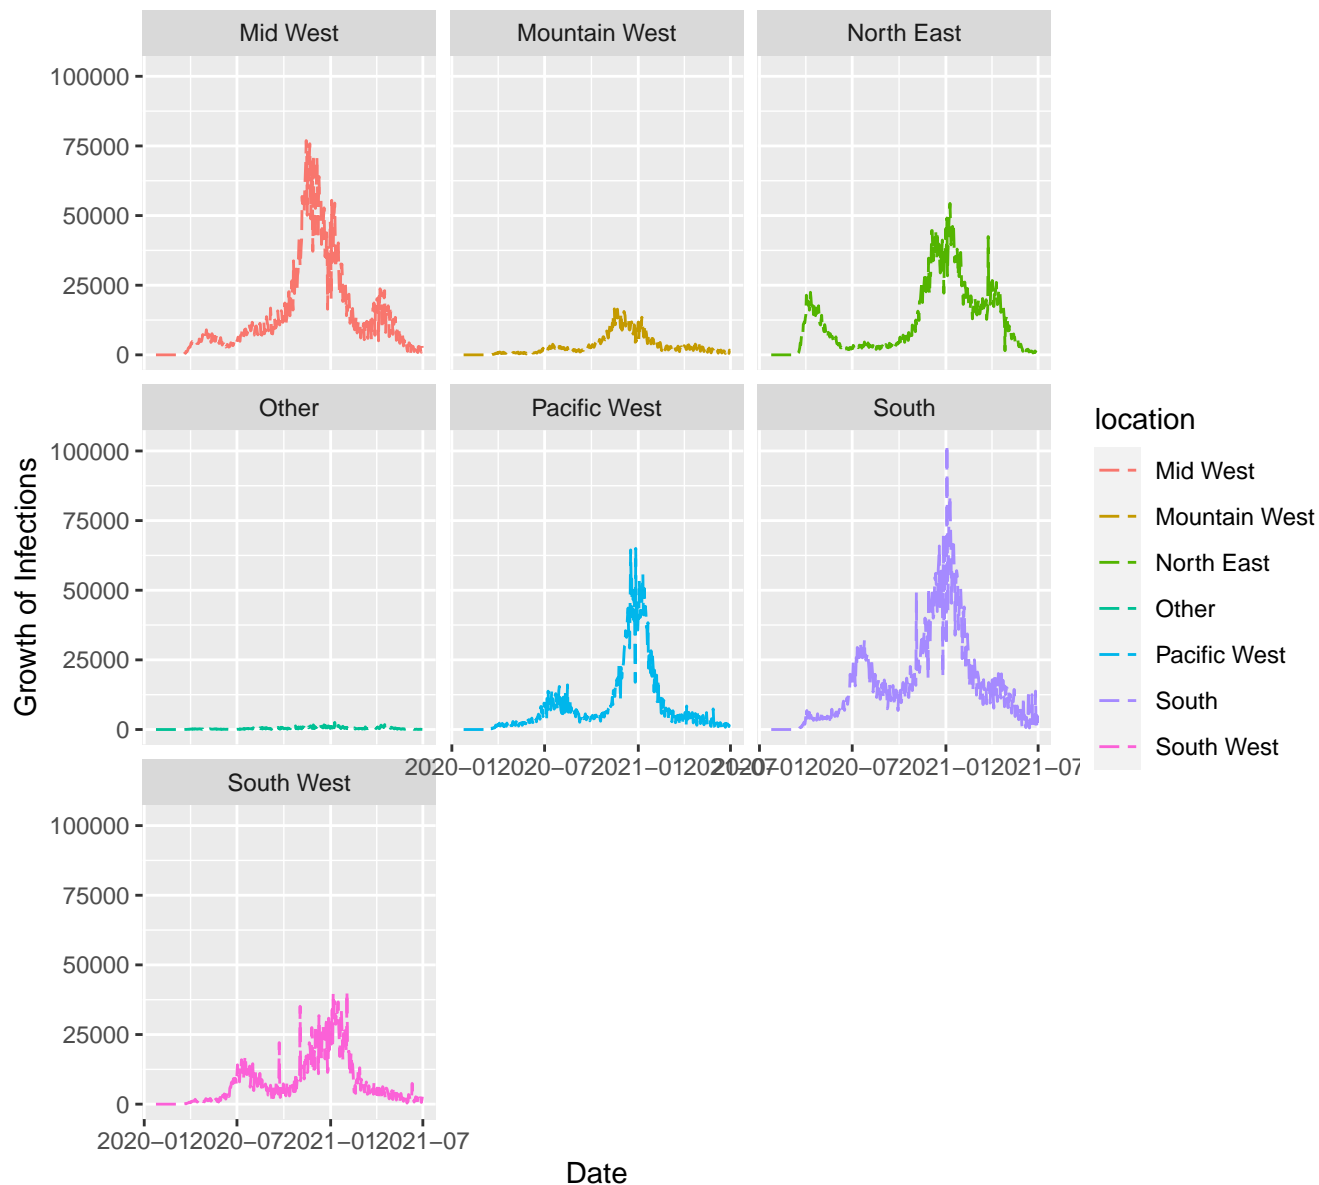 Mid West
Mountain West
North East
100000
75000
50000
25000
0
Other
Pacific West
South
100000
75000
50000
25000
0
2020−01 2020−07 2021−01 2021−07
2020−01 2020−07 2021−01 2021−07
South West
100000
75000
50000
25000
0
2020−01 2020−07 2021−01 2021−07
Growth of Infections
Date
location
Mid West
Mountain West
North East
Other
Pacific West
South
South West